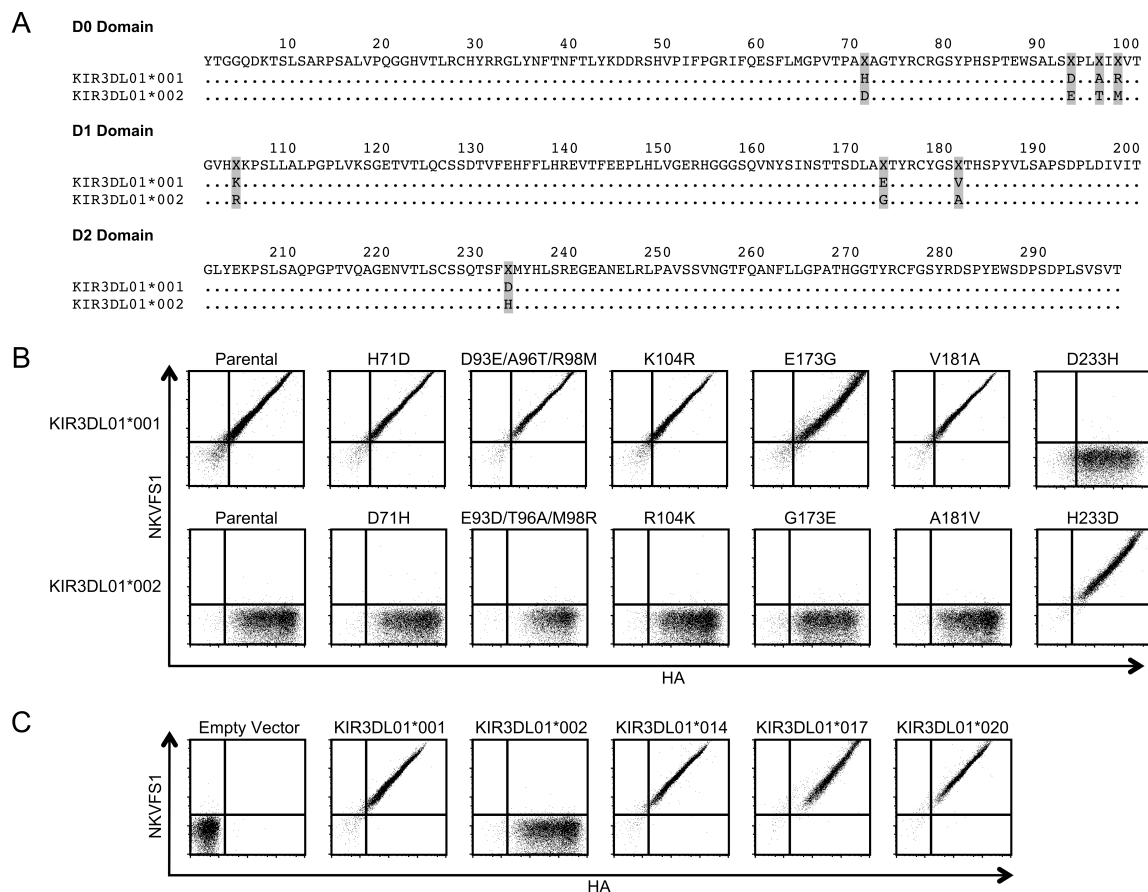 A
D0 Domain
10 20 30 40 50 60 70 80 90 100
YTGGQDKTSLSARPSALVPQGGHVTLRCHYRRGLYNFTNFTLYKDDRSHVPIFPGRIFQESFLMGPVTPAXAGTYRCRGSYPHSPTEWSALSXPLXIXVT
KIR3DL01*001 ......................................................................H.....................D..A.R..
KIR3DL01*002 ......................................................................D.....................E..T.M..
D1 Domain
110 120 130 140 150 160 170 180 190 200
GVHXKPSLLALPGPLVKSGETVTLQCSSDTVFEHFFLHREVTFEEPLHLVGERHGGGSQVNYSINSTTSDLAXTYRCYGSXTHSPYVLSAPSDPLDIVIT
KIR3DL01*001 ...K....................................................................E.......V...................
KIR3DL01*002 ...R....................................................................G.......A...................
D2 Domain
210 220 230 240 250 260 270 280 290
GLYEKPSLSAQPGPTVQAGENVTLSCSSQTSFXMYHLSREGEANELRLPAVSSVNGTFQANFLLGPATHGGTYRCFGSYRDSPYEWSDPSDPLSVSVT
KIR3DL01*001 ................................D.................................................................
KIR3DL01*002 ................................H.................................................................
B
Parental H71D D93E/A96T/R98M K104R E173G V181A D233H
KIR3DL01*001
NKVFS1
Parental D71H E93D/T96A/M98R R104K G173E A181V H233D
KIR3DL01*002
HA
C
Empty Vector KIR3DL01*001 KIR3DL01*002 KIR3DL01*014 KIR3DL01*017 KIR3DL01*020
NKVFS1
HA